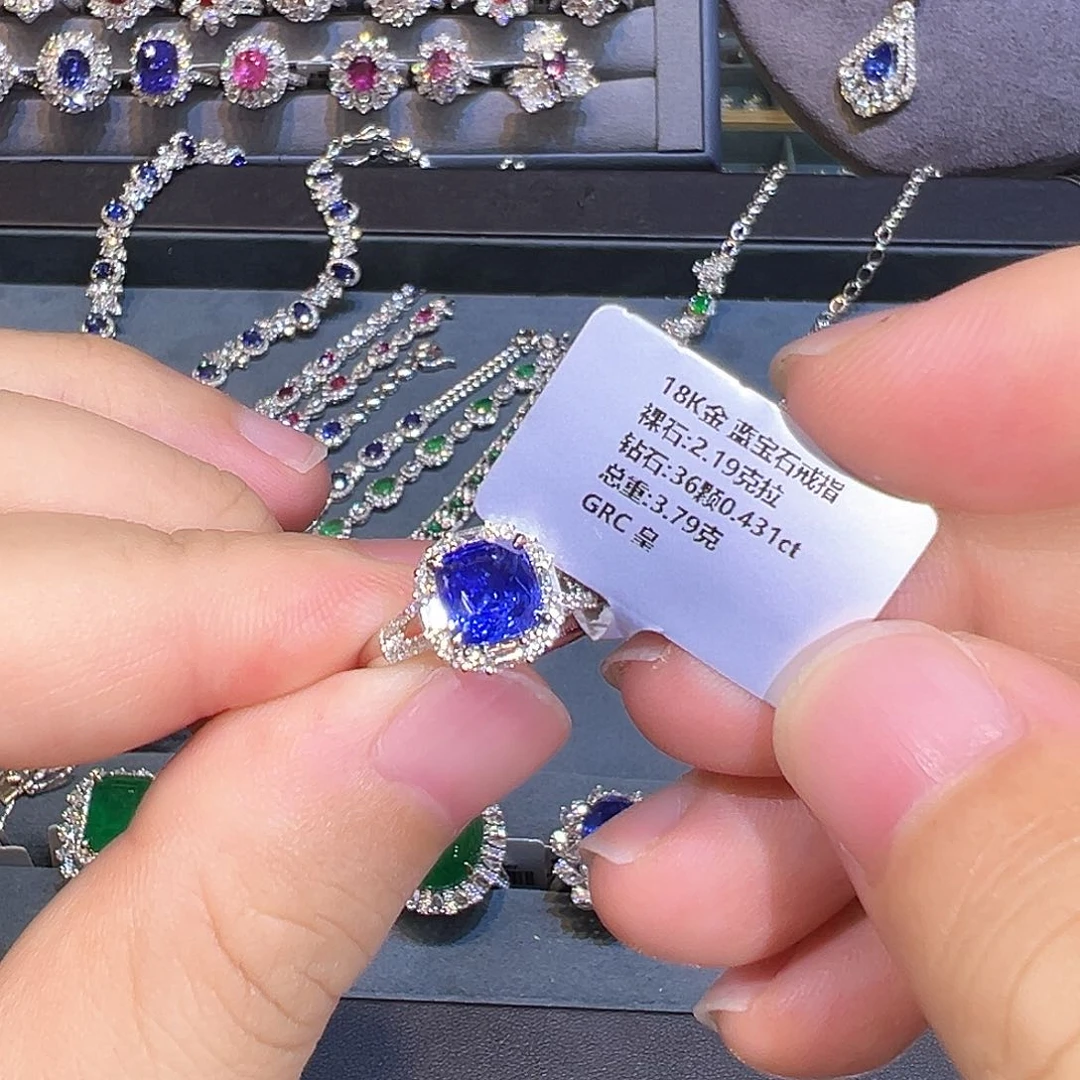 18K金 蓝宝石戒指
裸石:2.19克拉
钻石:36颗0.431ct
总重:3.79克
GRC 皇